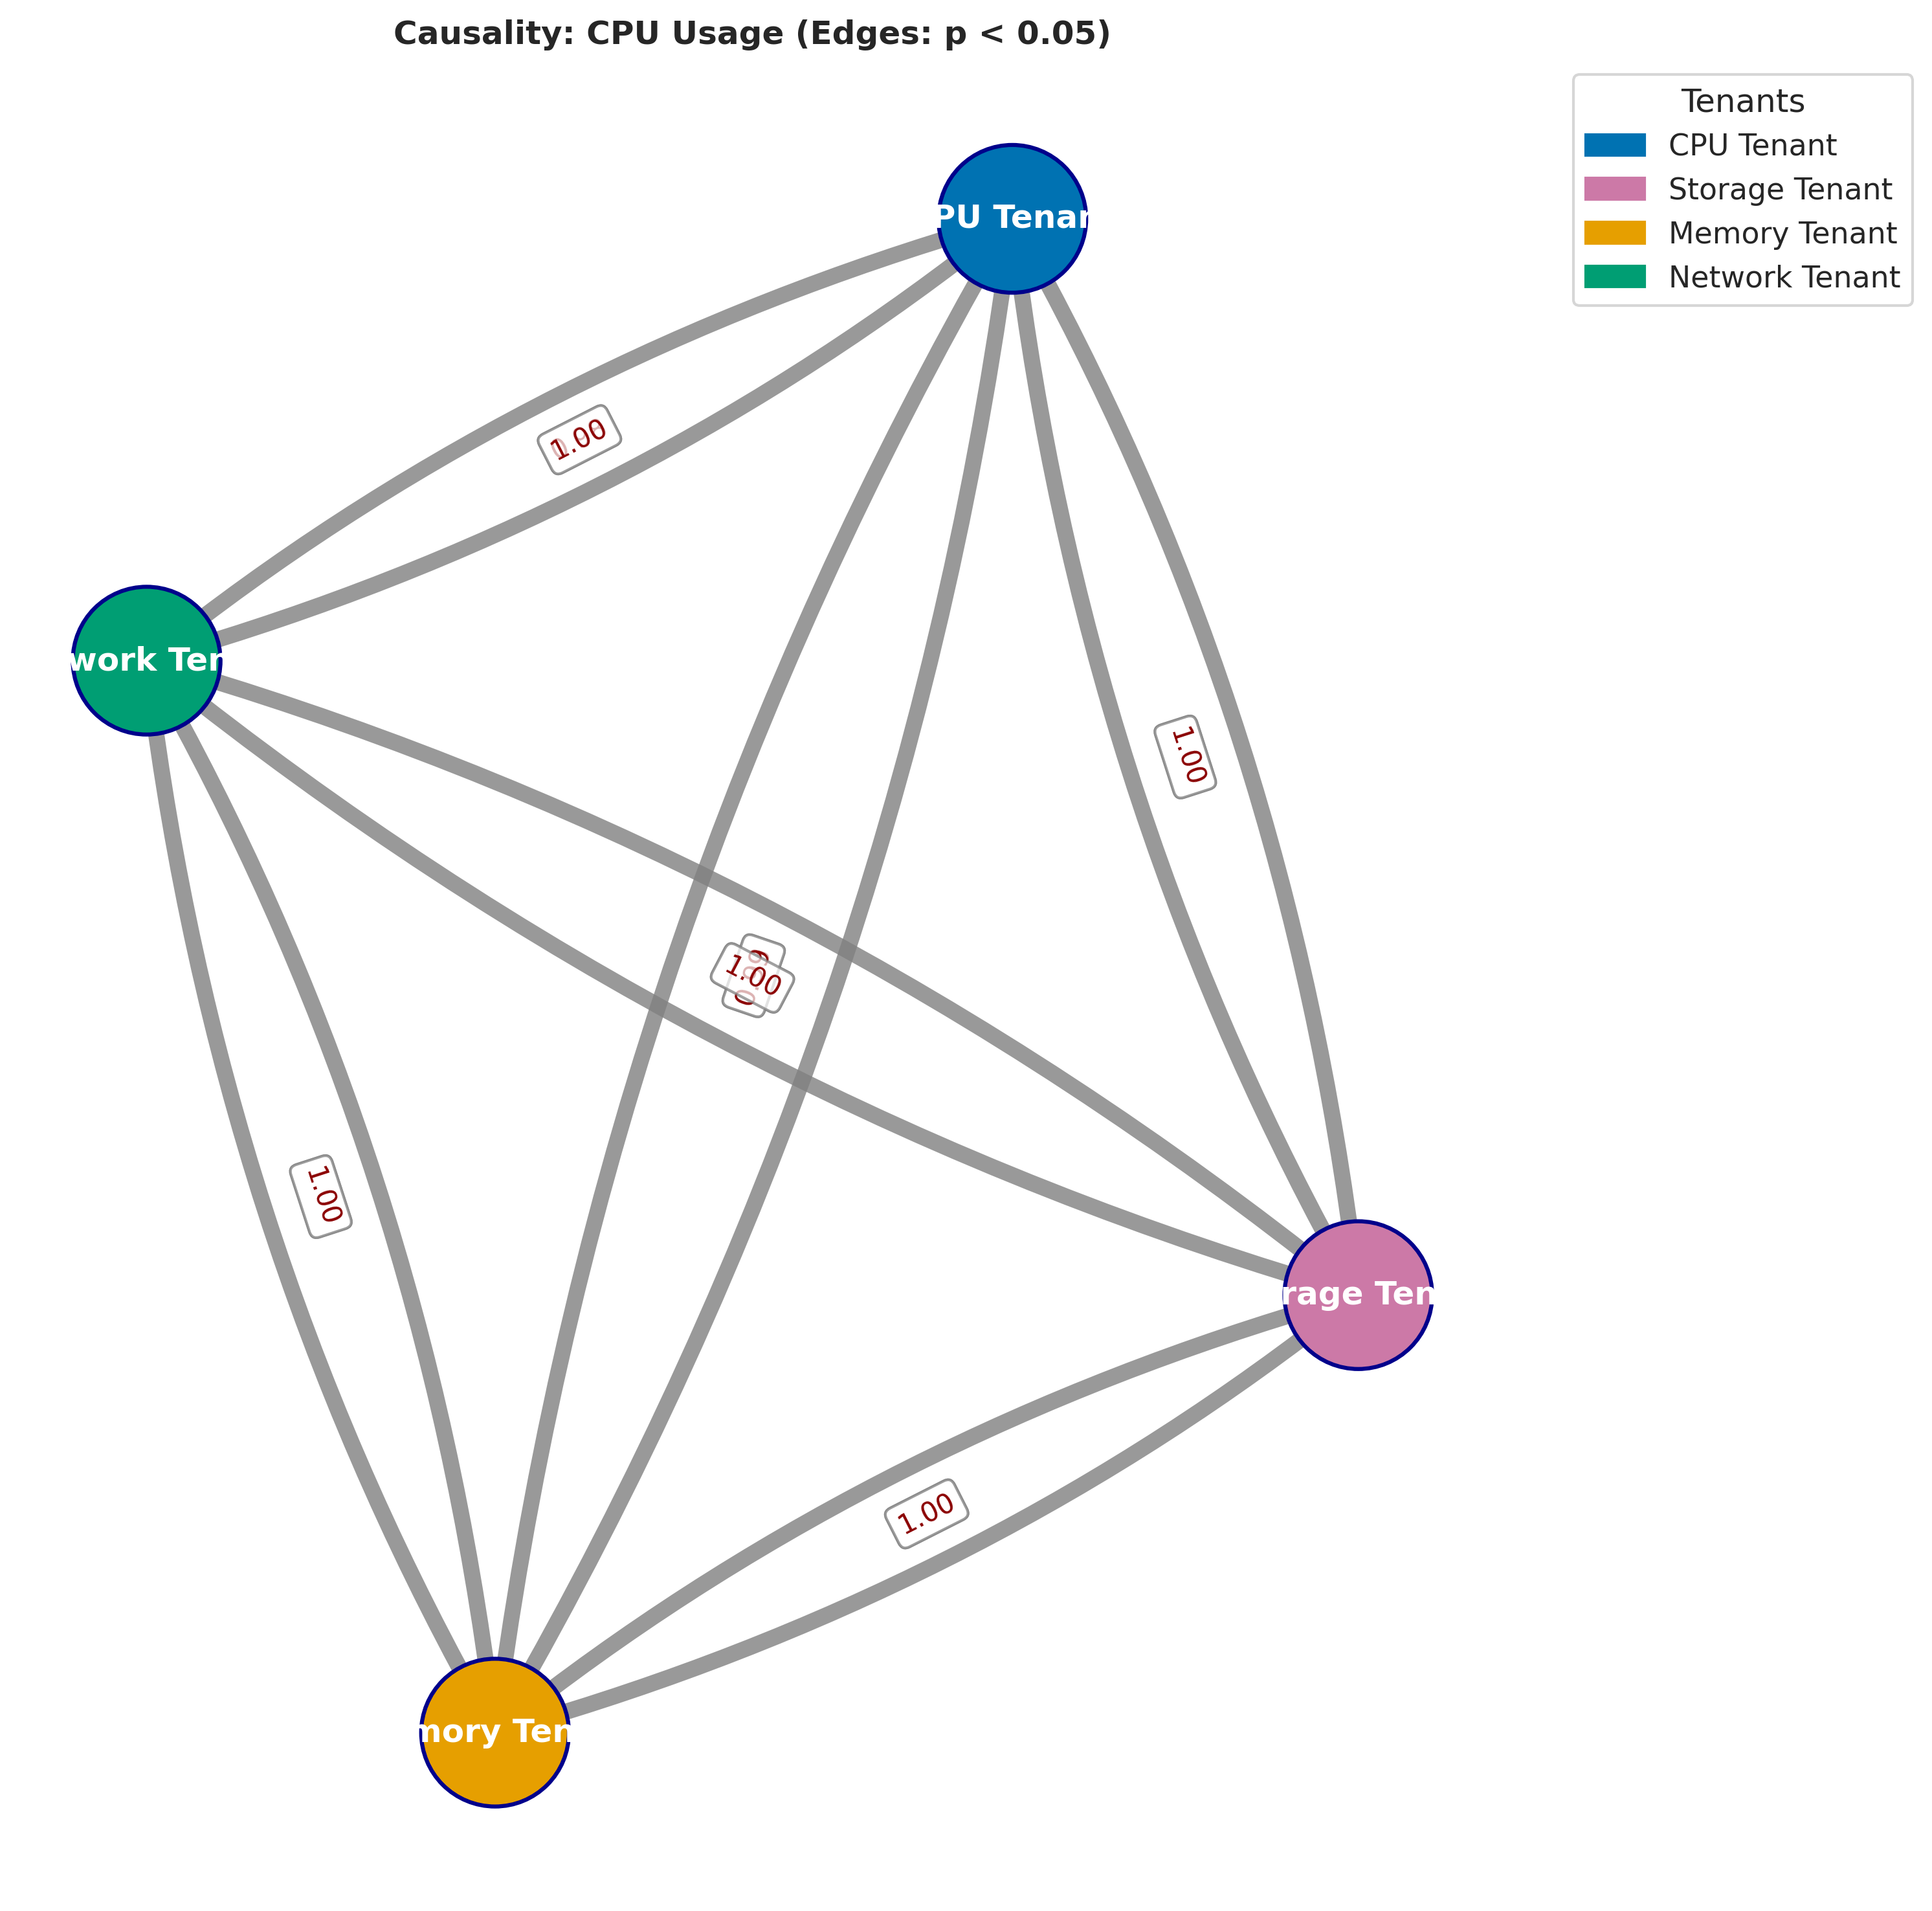 Causality: CPU Usage (Edges: p < 0.05)
Tenants
CPU Tenant
Storage Tenant
Memory Tenant
Network Tenant
PU Tenan
1.00
work Ten
1.00
1.00
1.00
rage Ten
1.00
mory Ten